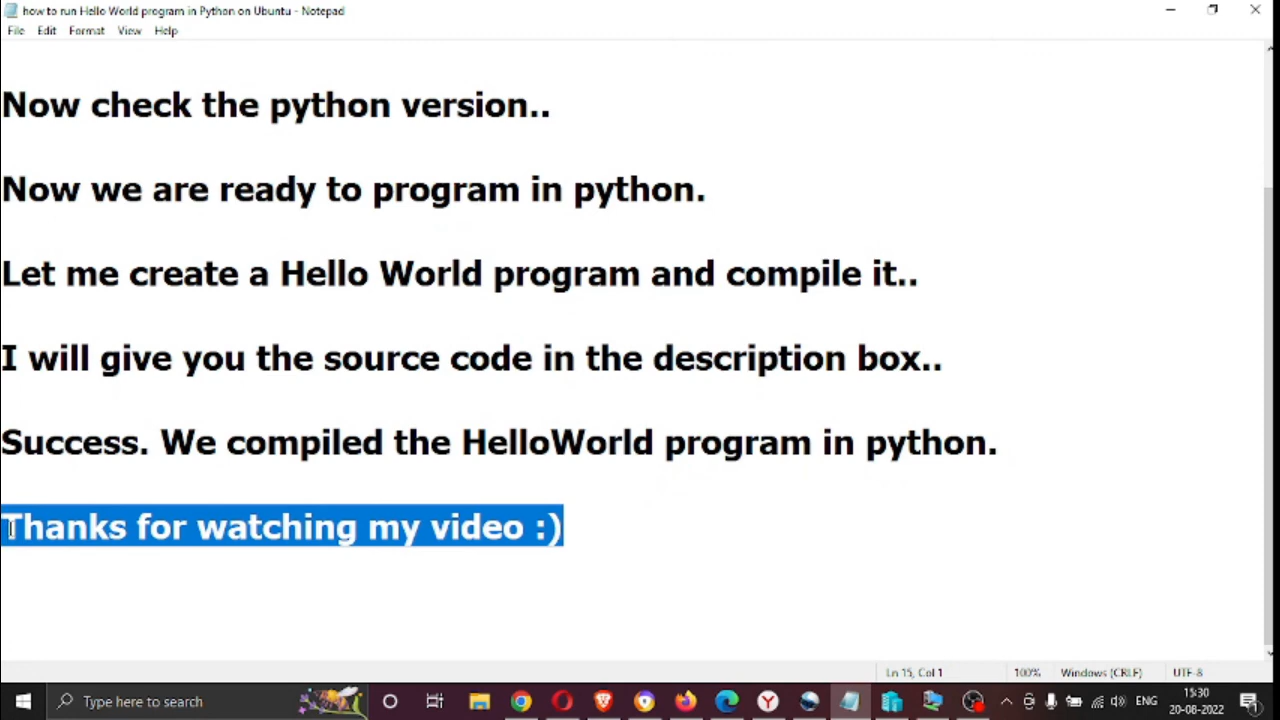 how to run Hello World program in Python on Ubuntu - Notepad
File Edit Format View Help
Now check the python version..
Now we are ready to program in python.
Let me create a Hello World program and compile it..
I will give you the source code in the description box..
Success. We compiled the HelloWorld program in python.
Thanks for watching my video :)
Ln 15, Col 1 100% Windows (CRLF) UTF-8
Type here to search
ENG
15:30
20-08-2022
1